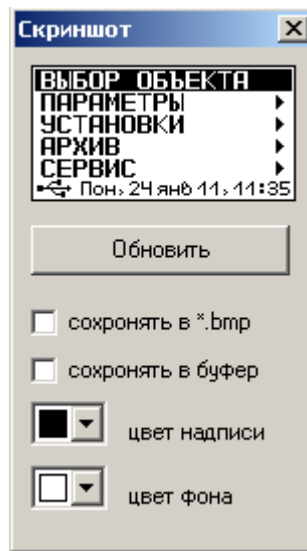 Скриншот
ВЫБОР ОБЪЕКТА
ПАРАМЕТРЫ
УСТАНОВКИ
АРХИВ
СЕРВИС
Пон, 24 янв 11, 11:35
Обновить
сохронять в *.bmp
сохронять в буфер
цвет надписи
цвет фона